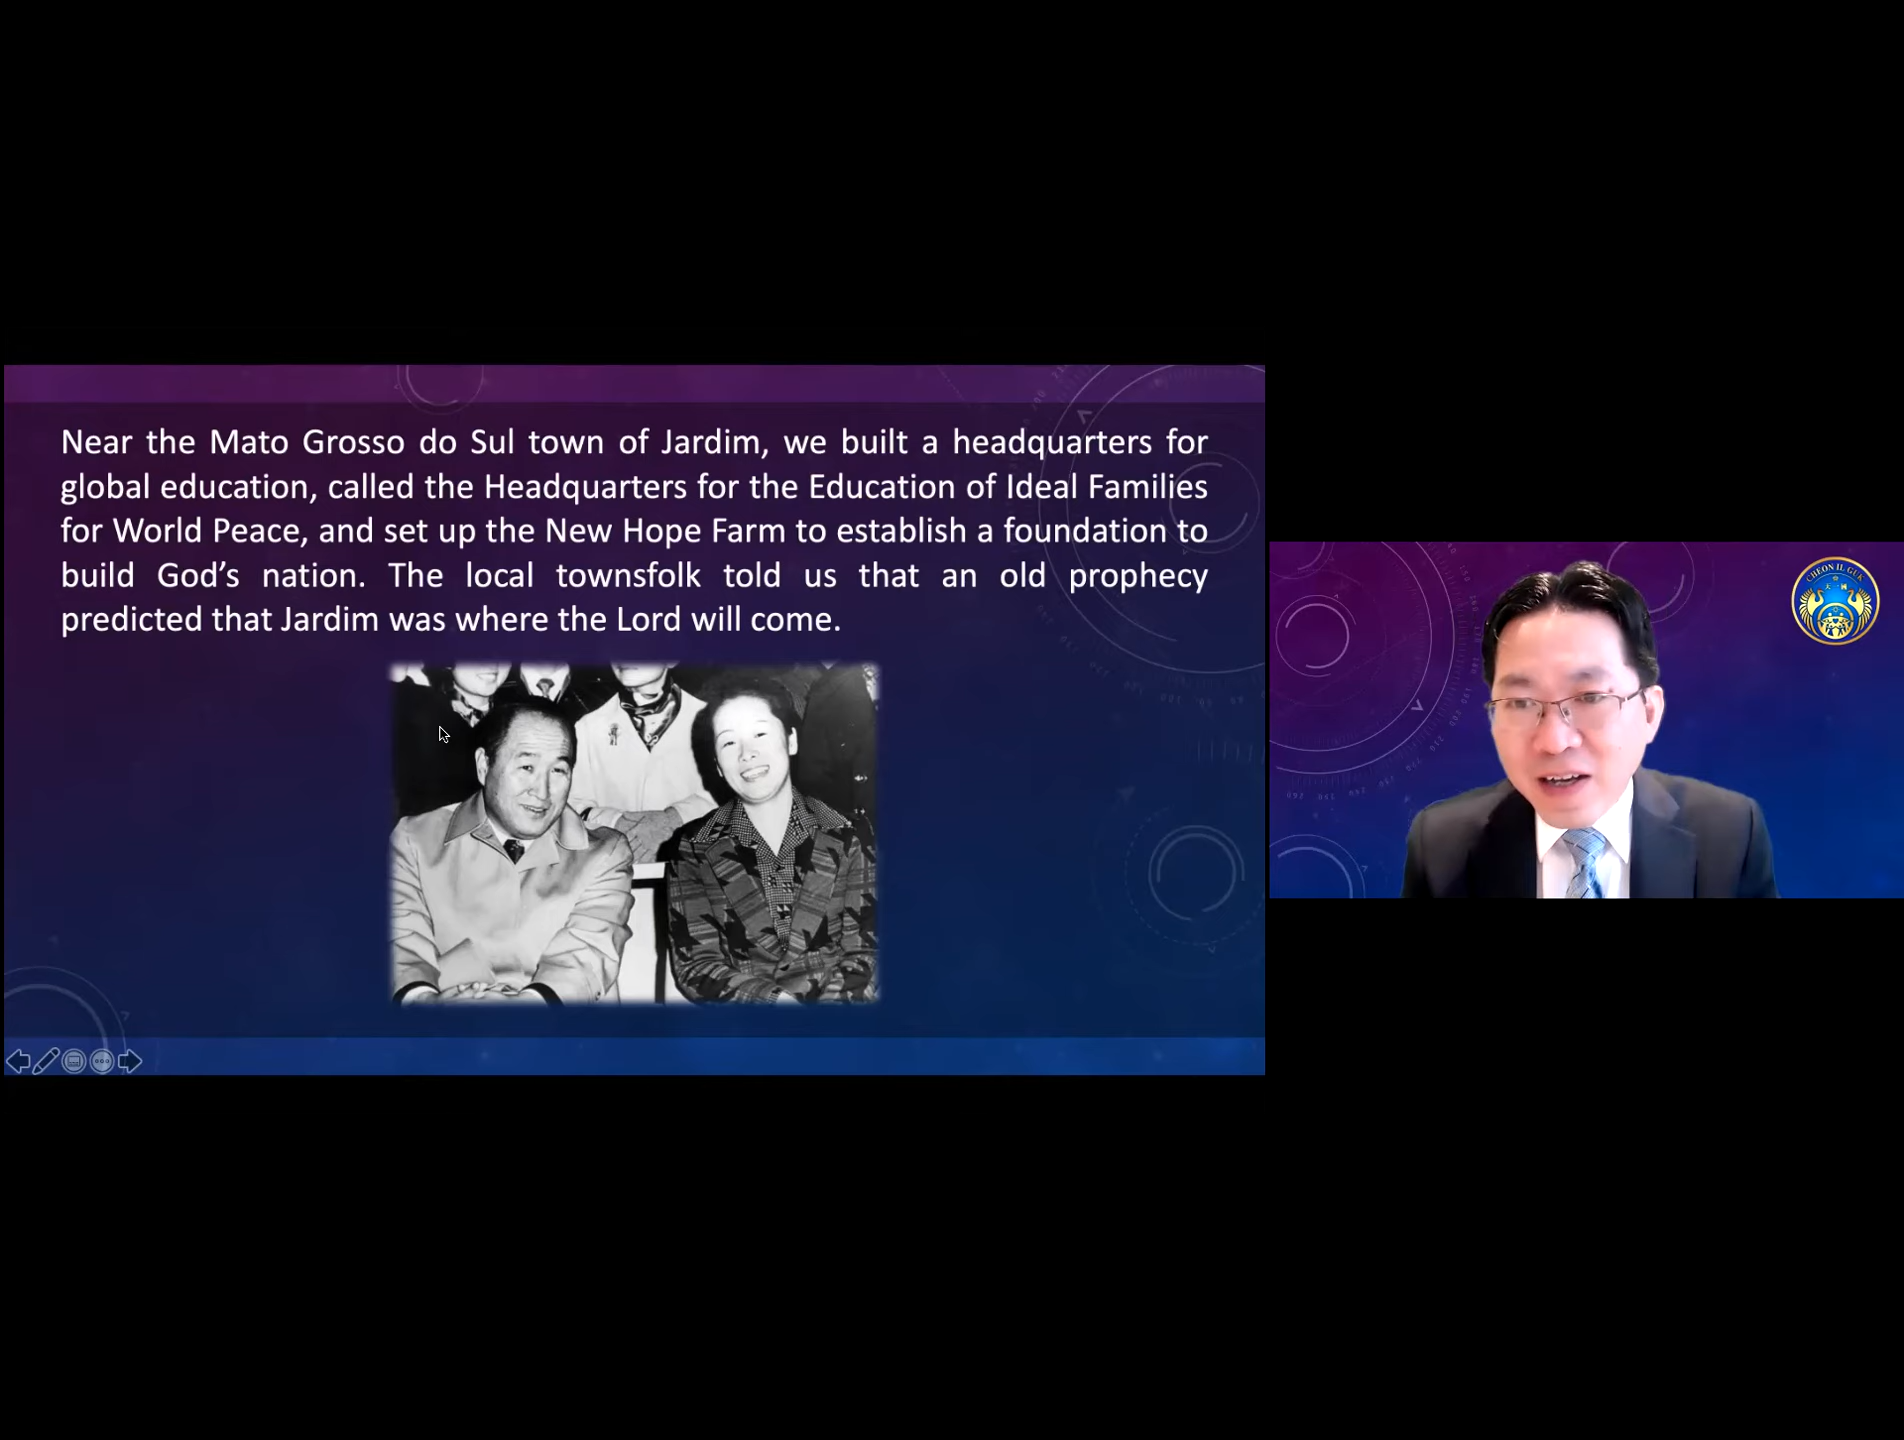 Near the Mato Grosso do Sul town of Jardim, we built a headquarters for
global education, called the Headquarters for the Education of Ideal Families
for World Peace, and set up the New Hope Farm to establish a foundation to
build God’s nation. The local townsfolk told us that an old prophecy
predicted that Jardim was where the Lord will come.
CHEON IL GUK